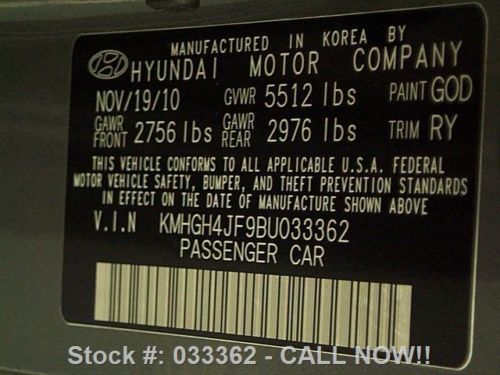 MANUFACTURED IN KOREA BY
HYUNDAI MOTOR COMPANY
NOV/19/10 GVWR 5512 lbs PAINT GOD
GAWR FRONT 2756 lbs GAWR REAR 2976 lbs TRIM RY
THIS VEHICLE CONFORMS TO ALL APPLICABLE U.S.A. FEDERAL
MOTOR VEHICLE SAFETY, BUMPER, AND THEFT PREVENTION STANDARDS
IN EFFECT ON THE DATE OF MANUFACTURE SHOWN ABOVE
V.I.N KMHGH4JF9BU033362
PASSENGER CAR
Stock #: 033362 - CALL NOW!!